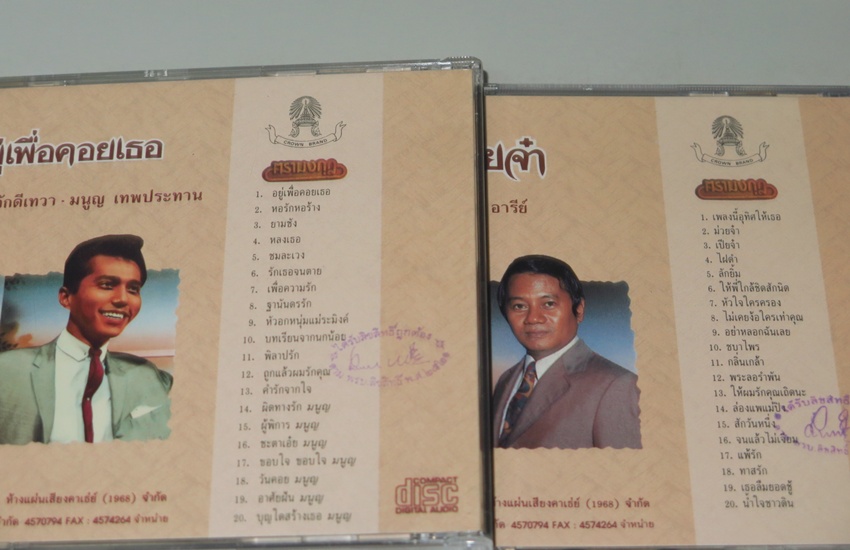 เพื่อคอยเธอ
ักดีเทวา · มนูญ เทพประทาน
CROWN BRAND
ตรามงกุฎ
1. อยู่เพื่อคอยเธอ
2. หอรักหอร้าง
3. ยามชัง
4. หลงเธอ
5. ชมละเวง
6. รักเธอจนตาย
7. เพื่อความรัก
8. ฐานันดรรัก
9. หัวอกหนุ่มแม่ระมิงค์
10. บทเรียนจากนกน้อย
11. พิลาปรัก
12. ถูกแล้วผมรักคุณ
13. คำรักจากใจ
14. ผิดทางรัก มนูญ
15. ผู้พิการ มนูญ
16. ชะตาเอ๋ย มนูญ
17. ขอบใจ ขอบใจ มนูญ
18. วันคอย มนูญ
19. อาศัยฝัน มนูญ
20. บุญใดสร้างเธอ มนูญ
ห้างแผ่นเสียงคาเธ่ย์ (1968) จำกัด
จำกัด 4570794 FAX : 4574264 จำหน่าย
COMPACT
disc
DIGITAL AUDIO
ยจ๋า
อารีย์
CROWN BRAND
ตรามงกุฎ
1. เพลงนี้อุทิศให้เธอ
2. ม่วยจ๋า
3. เปียจ๋า
4. ไฝดำ
5. ลักยิ้ม
6. ให้พี่ใกล้ชิดสักนิด
7. หัวใจใครครอง
8. ไม่เคยง้อใครเท่าคุณ
9. อย่าหลอกฉันเลย
10. ชบาไพร
11. กลิ่นเกล้า
12. พระลอรำพัน
13. ให้ผมรักคุณเถิดนะ
14. ล่องแพแม่ปิง
15. สักวันหนึ่ง
16. จนแล้วไม่เจียม
17. แพ้รัก
18. ทาสรัก
19. เธอลืมยอดชู้
20. น้ำใจชาวดิน
ห้างแผ่นเสียงคาเธ่ย์ (1968) จำกัด
จำกัด 4570794 FAX : 4574264 จำหน่าย